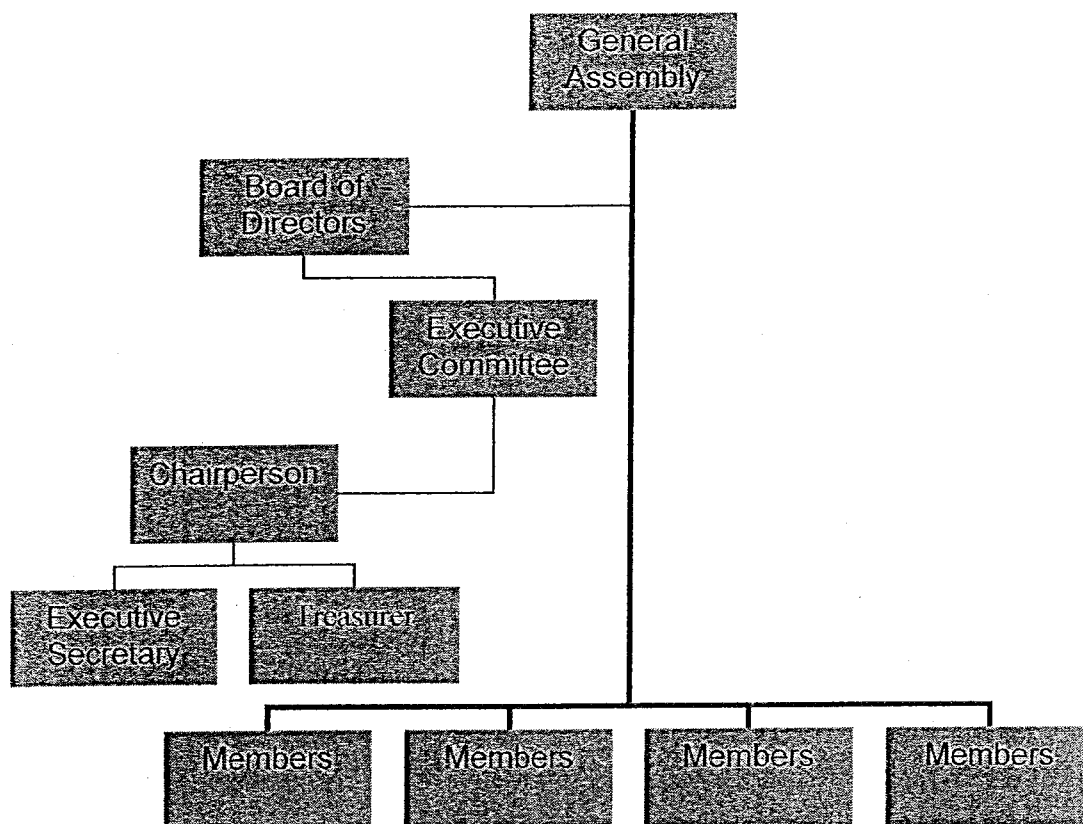 General
Assembly
Board of
Directors
Executive
Committee
Chairperson
Executive
Secretary
Treasurer
Members
Members
Members
Members